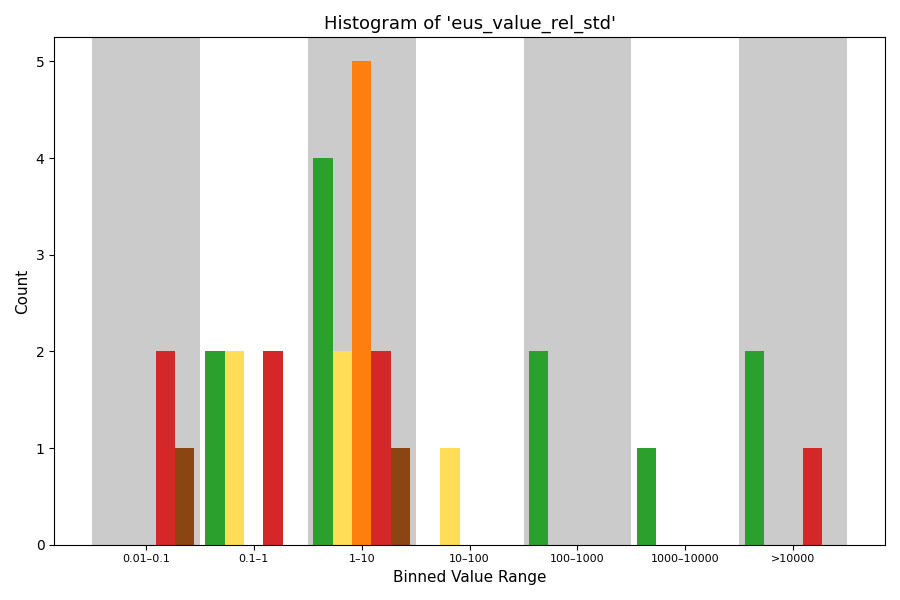 Histogram of 'eus_value_rel_std'
Count
5
4
3
2
1
0
0.01–0.1 0.1–1 1–10 10–100 100–1000 1000–10000 >10000
Binned Value Range